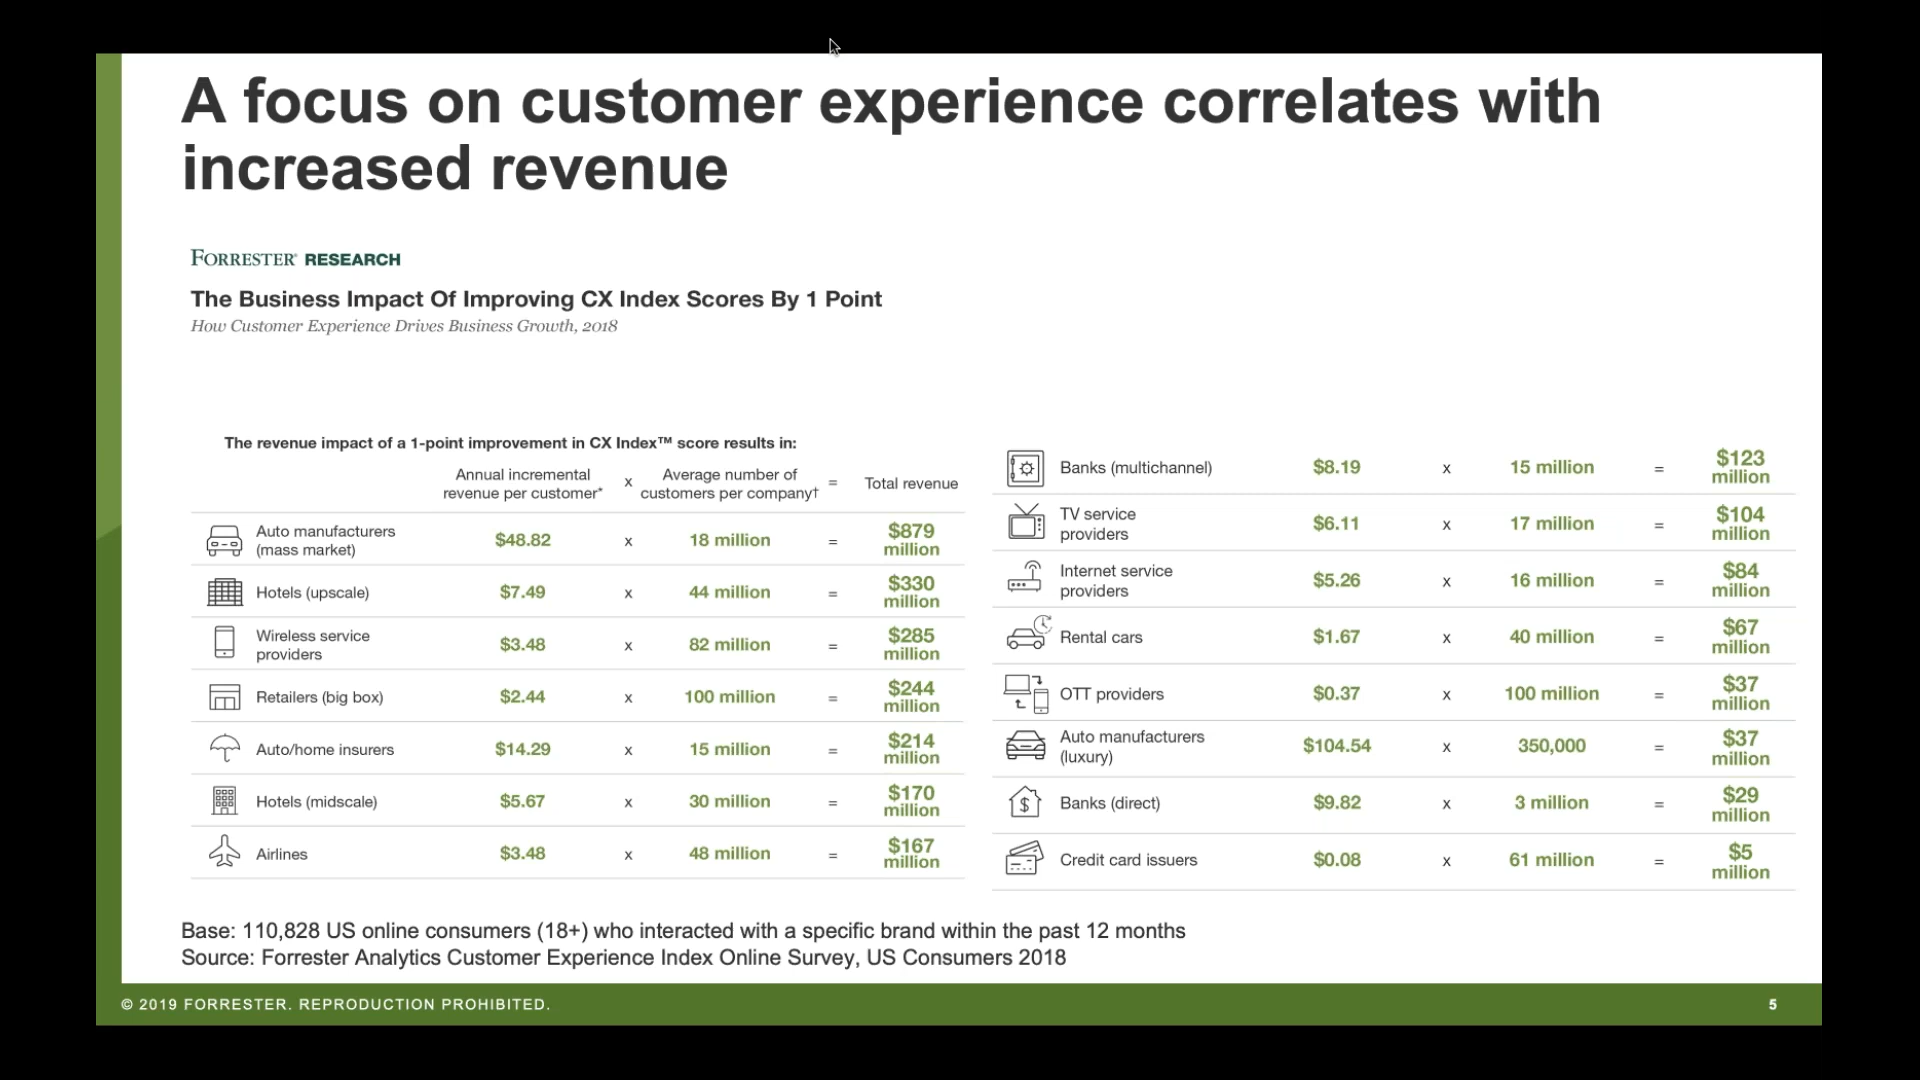 A focus on customer experience correlates with
increased revenue
FORRESTER® RESEARCH
The Business Impact Of Improving CX Index Scores By 1 Point
How Customer Experience Drives Business Growth, 2018
The revenue impact of a 1-point improvement in CX Index™ score results in:
Annual incremental
revenue per customer*
x
Average number of
customers per company†
=
Total revenue
Auto manufacturers
(mass market)
$48.82 x 18 million =
$879
million
Hotels (upscale) $7.49 x 44 million =
$330
million
Wireless service
providers
$3.48 x 82 million =
$285
million
Retailers (big box) $2.44 x 100 million =
$244
million
Auto/home insurers $14.29 x 15 million =
$214
million
Hotels (midscale) $5.67 x 30 million =
$170
million
Airlines $3.48 x 48 million =
$167
million
Banks (multichannel) $8.19 x 15 million =
$123
million
TV service
providers
$6.11 x 17 million =
$104
million
Internet service
providers
$5.26 x 16 million =
$84
million
Rental cars $1.67 x 40 million =
$67
million
OTT providers $0.37 x 100 million =
$37
million
Auto manufacturers
(luxury)
$104.54 x 350,000 =
$37
million
Banks (direct) $9.82 x 3 million =
$29
million
Credit card issuers $0.08 x 61 million =
$5
million
Base: 110,828 US online consumers (18+) who interacted with a specific brand within the past 12 months
Source: Forrester Analytics Customer Experience Index Online Survey, US Consumers 2018
© 2019 FORRESTER. REPRODUCTION PROHIBITED.
5